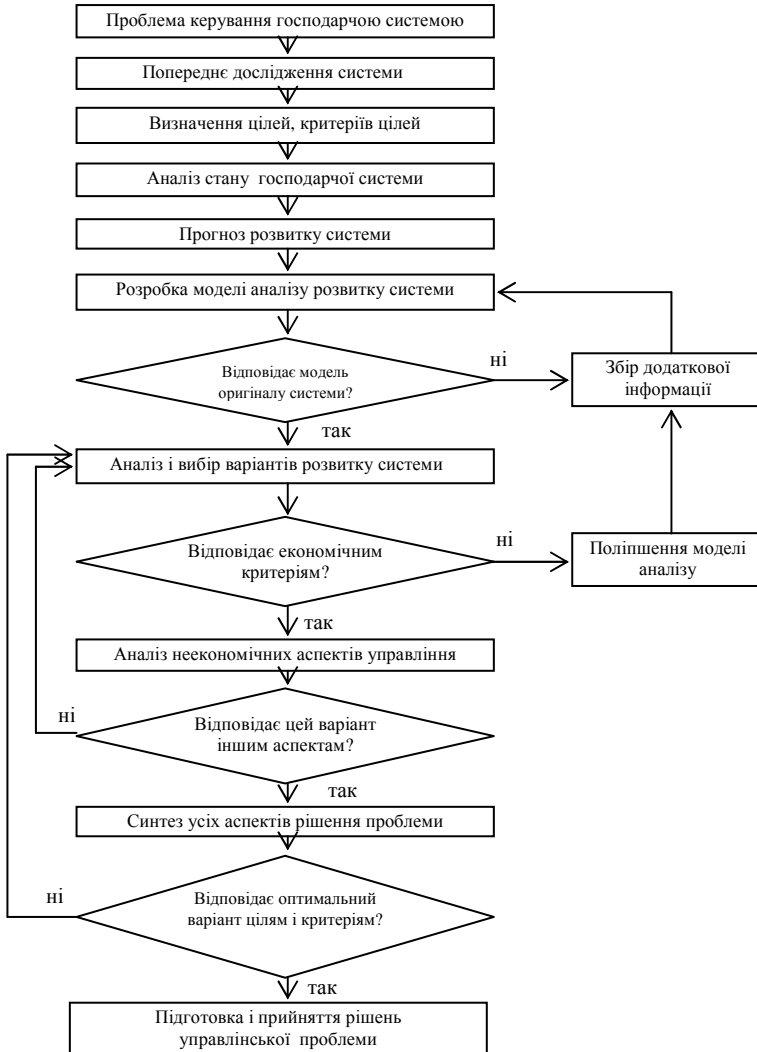 Проблема керування господарчою системою
Попереднє дослідження системи
Визначення цілей, критеріїв цілей
Аналіз стану господарчої системи
Прогноз розвитку системи
Розробка моделі аналізу розвитку системи
Відповідає модель
оригіналу системи?
ні
Збір додаткової
інформації
так
Аналіз і вибір варіантів розвитку системи
Відповідає економічним
критеріям?
ні
Поліпшення моделі
аналізу
так
Аналіз неекономічних аспектів управління
ні
Відповідає цей варіант
іншим аспектам?
так
Синтез усіх аспектів рішення проблеми
ні
Відповідає оптимальний
варіант цілям і критеріям?
так
Підготовка і прийняття рішень
управлінської проблеми